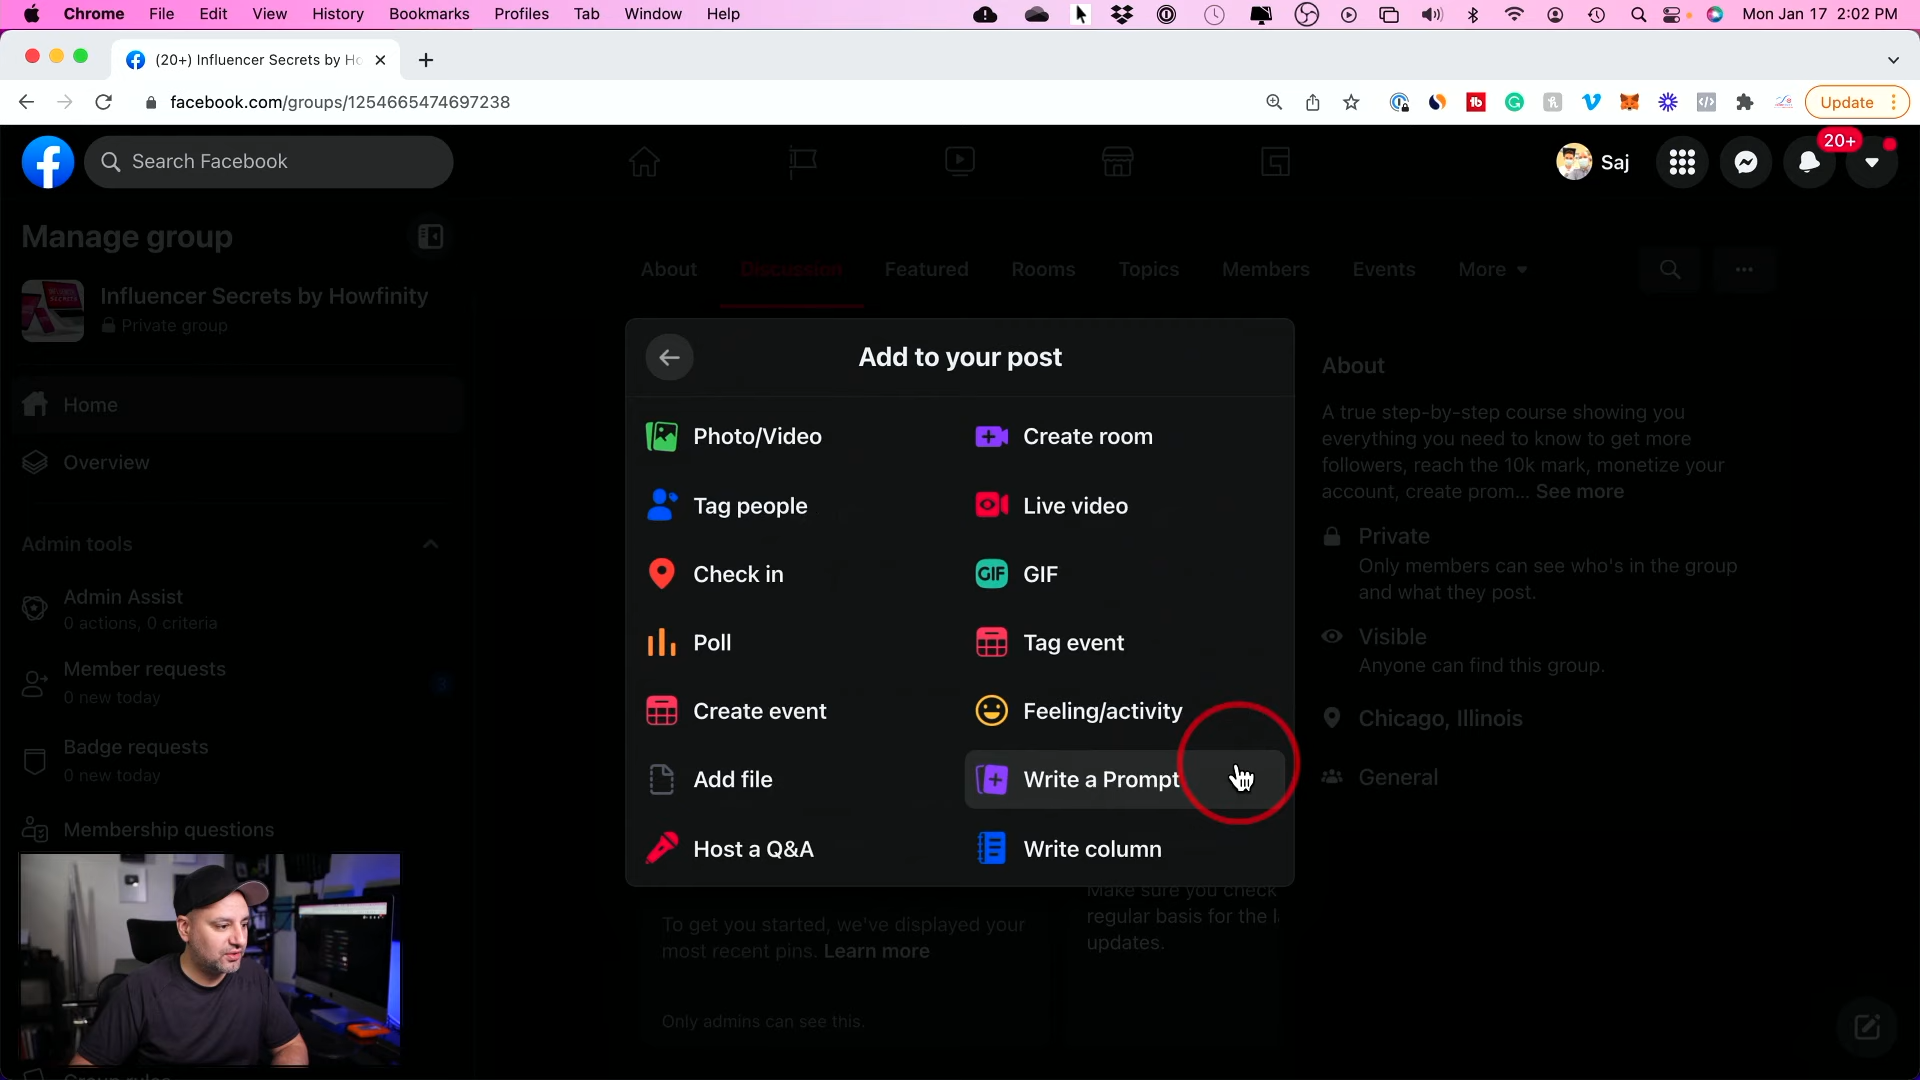 Chrome File Edit View History Bookmarks Profiles Tab Window Help Mon Jan 17 2:02 PM
(20+) Influencer Secrets by Ho
facebook.com/groups/1254665474697238 Update
Search Facebook Saj 20+
Manage group
Influencer Secrets by Howfinity
Private group
Home
Overview
Admin tools
Admin Assist
0 actions, 0 criteria
Member requests
0 new today
3
Badge requests
0 new today
Membership questions
About Discussion Featured Rooms Topics Members Events More
Add to your post
Photo/Video Create room
Tag people Live video
Check in GIF GIF
Poll Tag event
Create event Feeling/activity
Add file Write a Prompt
Host a Q&A Write column
To get you started, we've displayed your
most recent pins. Learn more
Only admins can see this.
Make sure you check
regular basis for the l
updates.
About
A true step-by-step course showing you
everything you need to know to get more
followers, reach the 10k mark, monetize your
account, create prom... See more
Private
Only members can see who's in the group
and what they post.
Visible
Anyone can find this group.
Chicago, Illinois
General